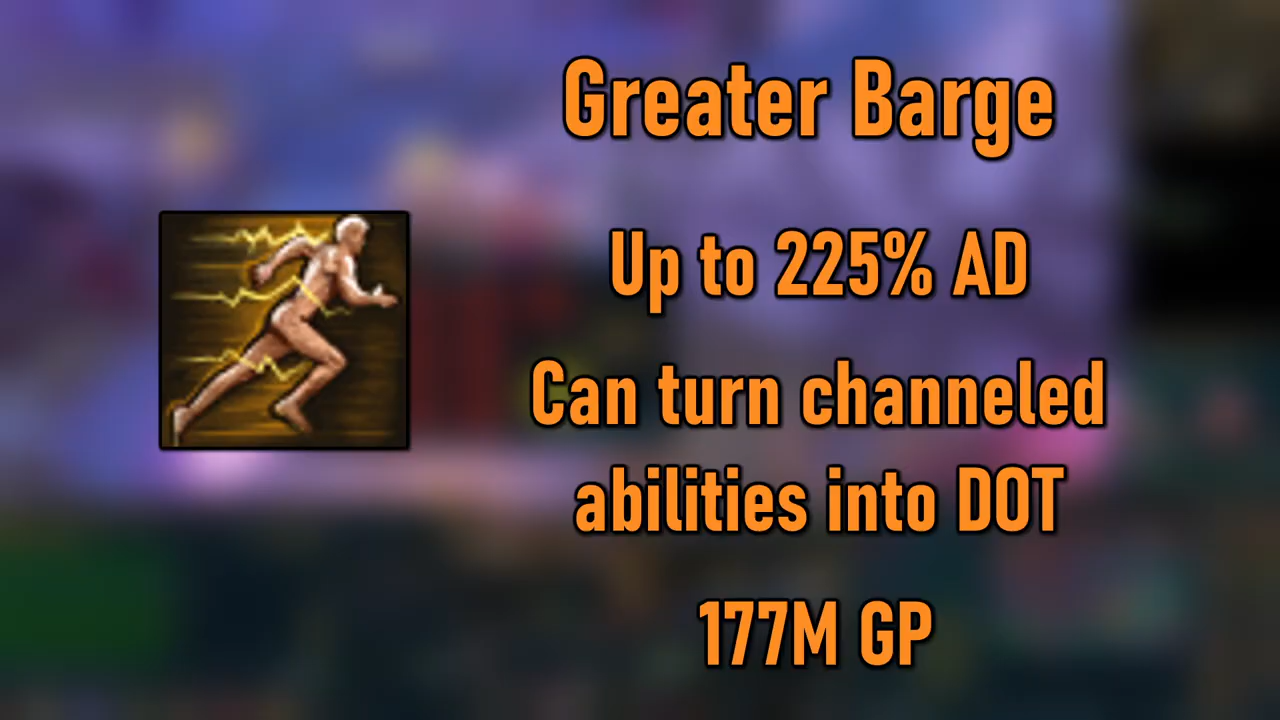 Greater Barge
Up to 225% AD
Can turn channeled
abilities into DOT
177M GP